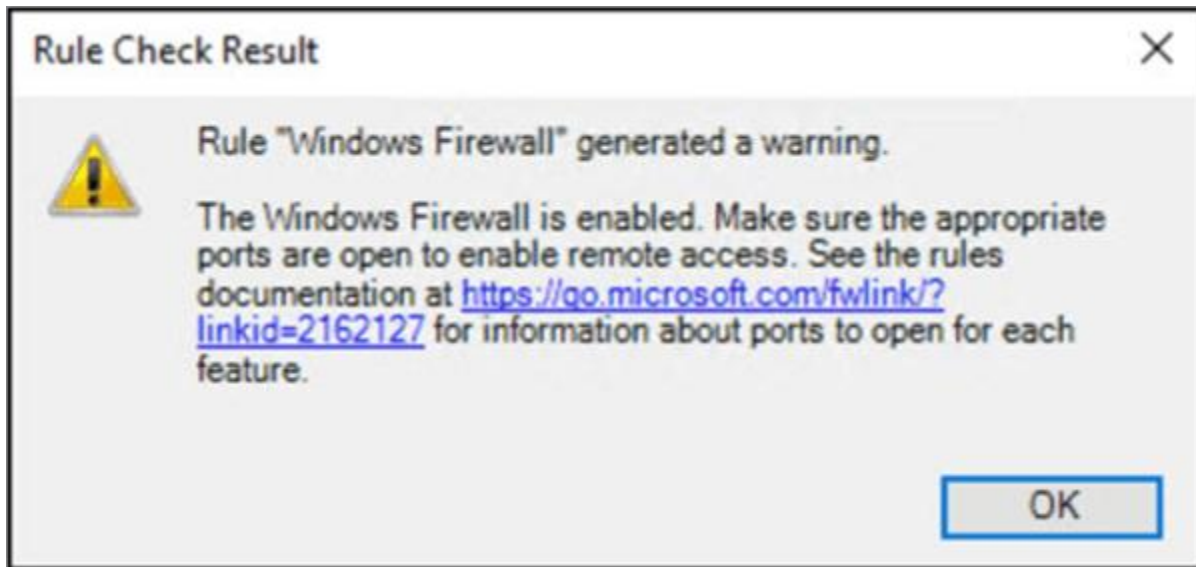 Rule Check Result
Rule "Windows Firewall" generated a warning.
The Windows Firewall is enabled. Make sure the appropriate
ports are open to enable remote access. See the rules
documentation at https://go.microsoft.com/fwlink/?
linkid=2162127 for information about ports to open for each
feature.
OK